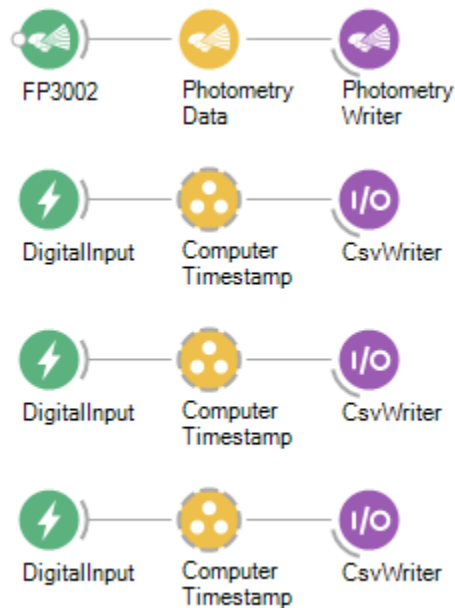 FP3002
Photometry
Data
Photometry
Writer
DigitalInput
Computer
Timestamp
I/O
CsvWriter
DigitalInput
Computer
Timestamp
I/O
CsvWriter
DigitalInput
Computer
Timestamp
I/O
CsvWriter